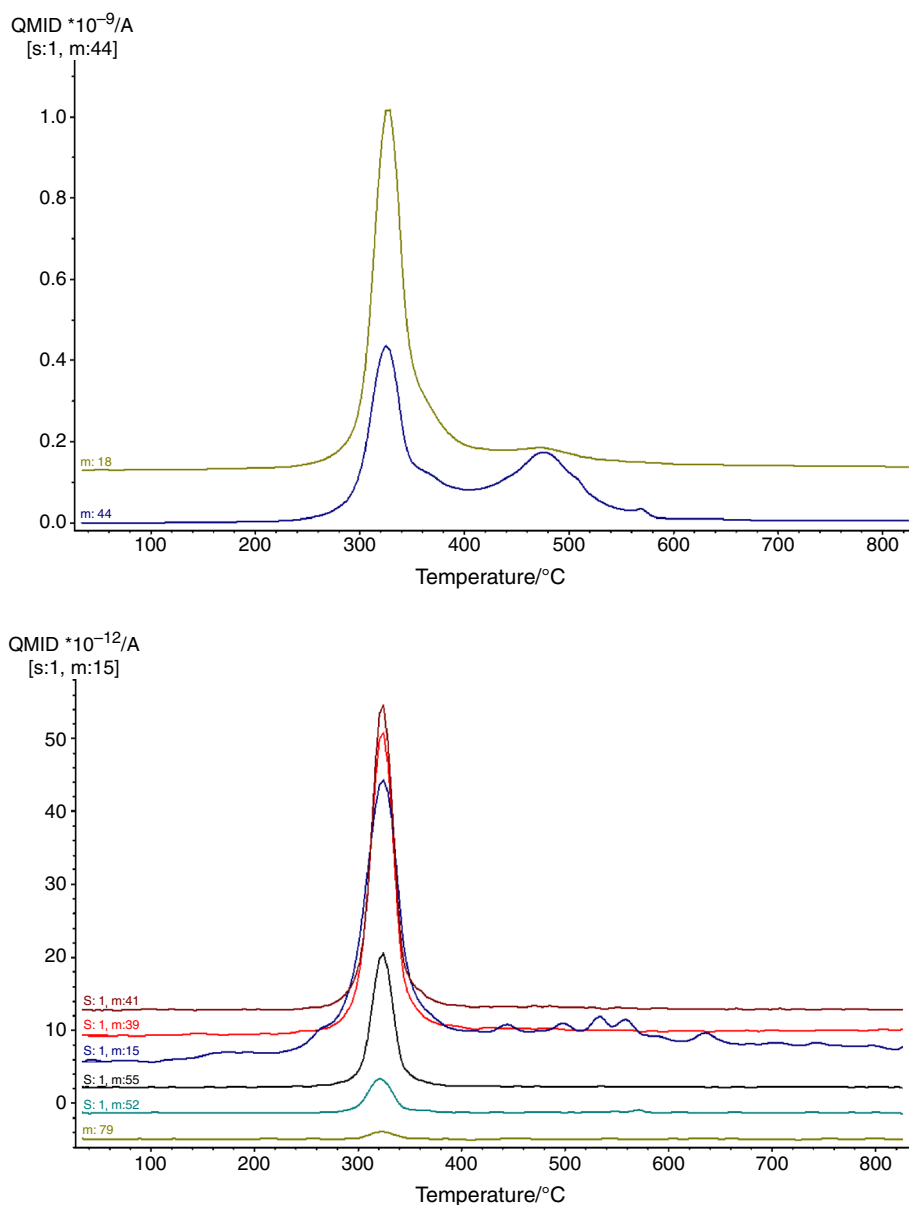 QMID *10⁻⁹/A
[s:1, m:44]
1.0
0.8
0.6
0.4
0.2
m: 18
m: 44
0.0
100 200 300 400 500 600 700 800
Temperature/°C
QMID *10⁻¹²/A
[s:1, m:15]
50
40
30
20
S: 1, m:41
10
S: 1, m:39
S: 1, m:15
S: 1, m:55
0
S: 1, m:52
m: 79
100 200 300 400 500 600 700 800
Temperature/°C